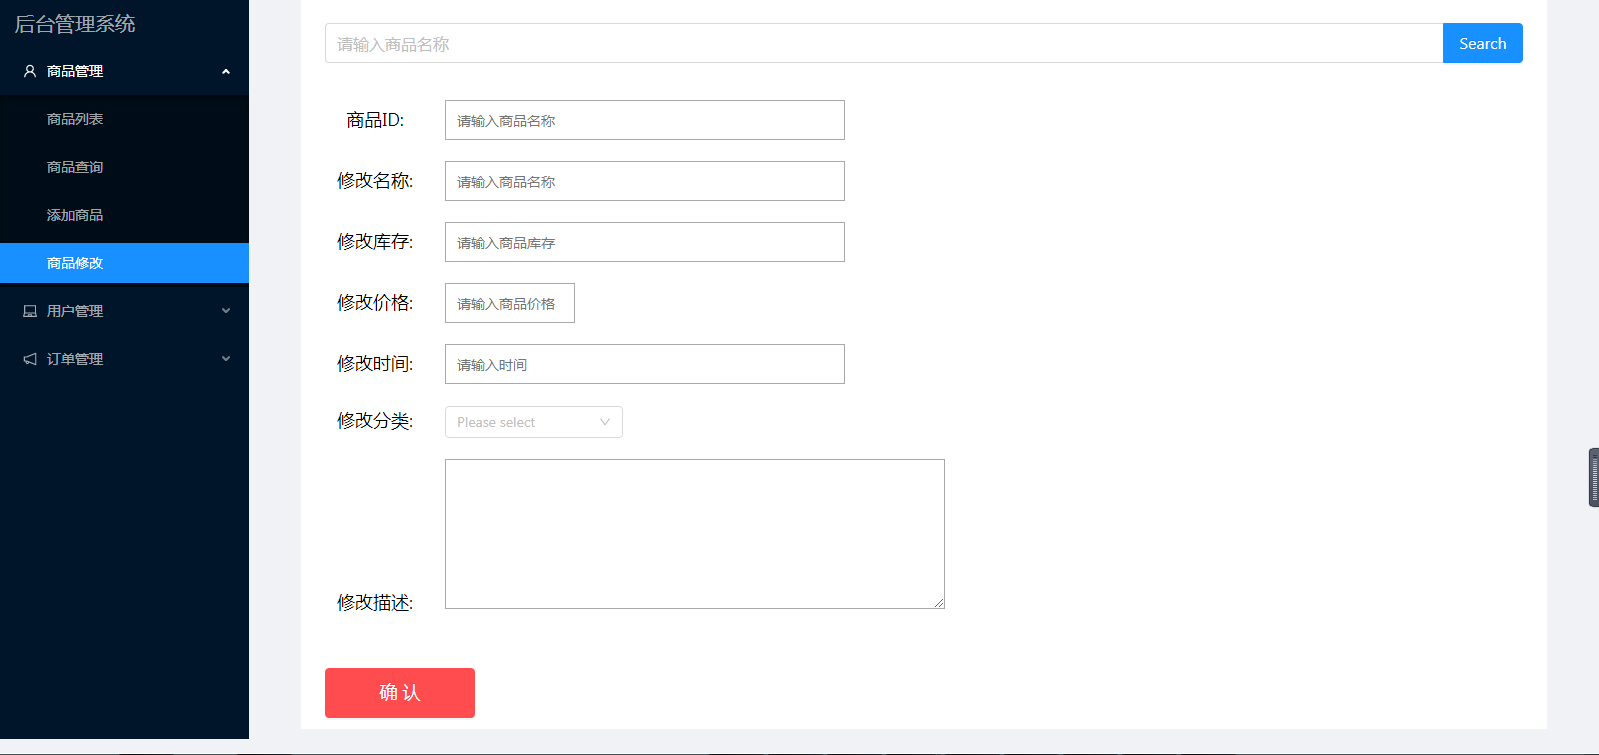 后台管理系统
商品管理
商品列表
商品查询
添加商品
商品修改
用户管理
订单管理
请输入商品名称
Search
商品ID:
请输入商品名称
修改名称:
请输入商品名称
修改库存:
请输入商品库存
修改价格:
请输入商品价格
修改时间:
请输入时间
修改分类:
Please select
修改描述:
确 认